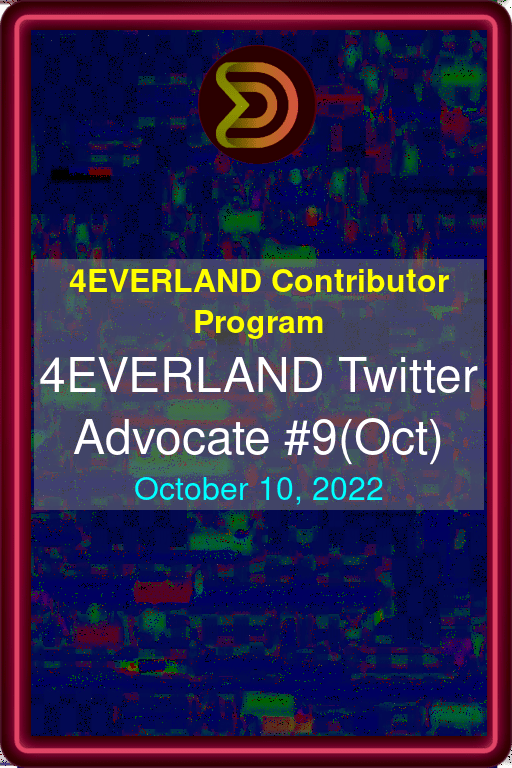 4EVERLAND Contributor
Program
4EVERLAND Twitter
Advocate #9(Oct)
October 10, 2022